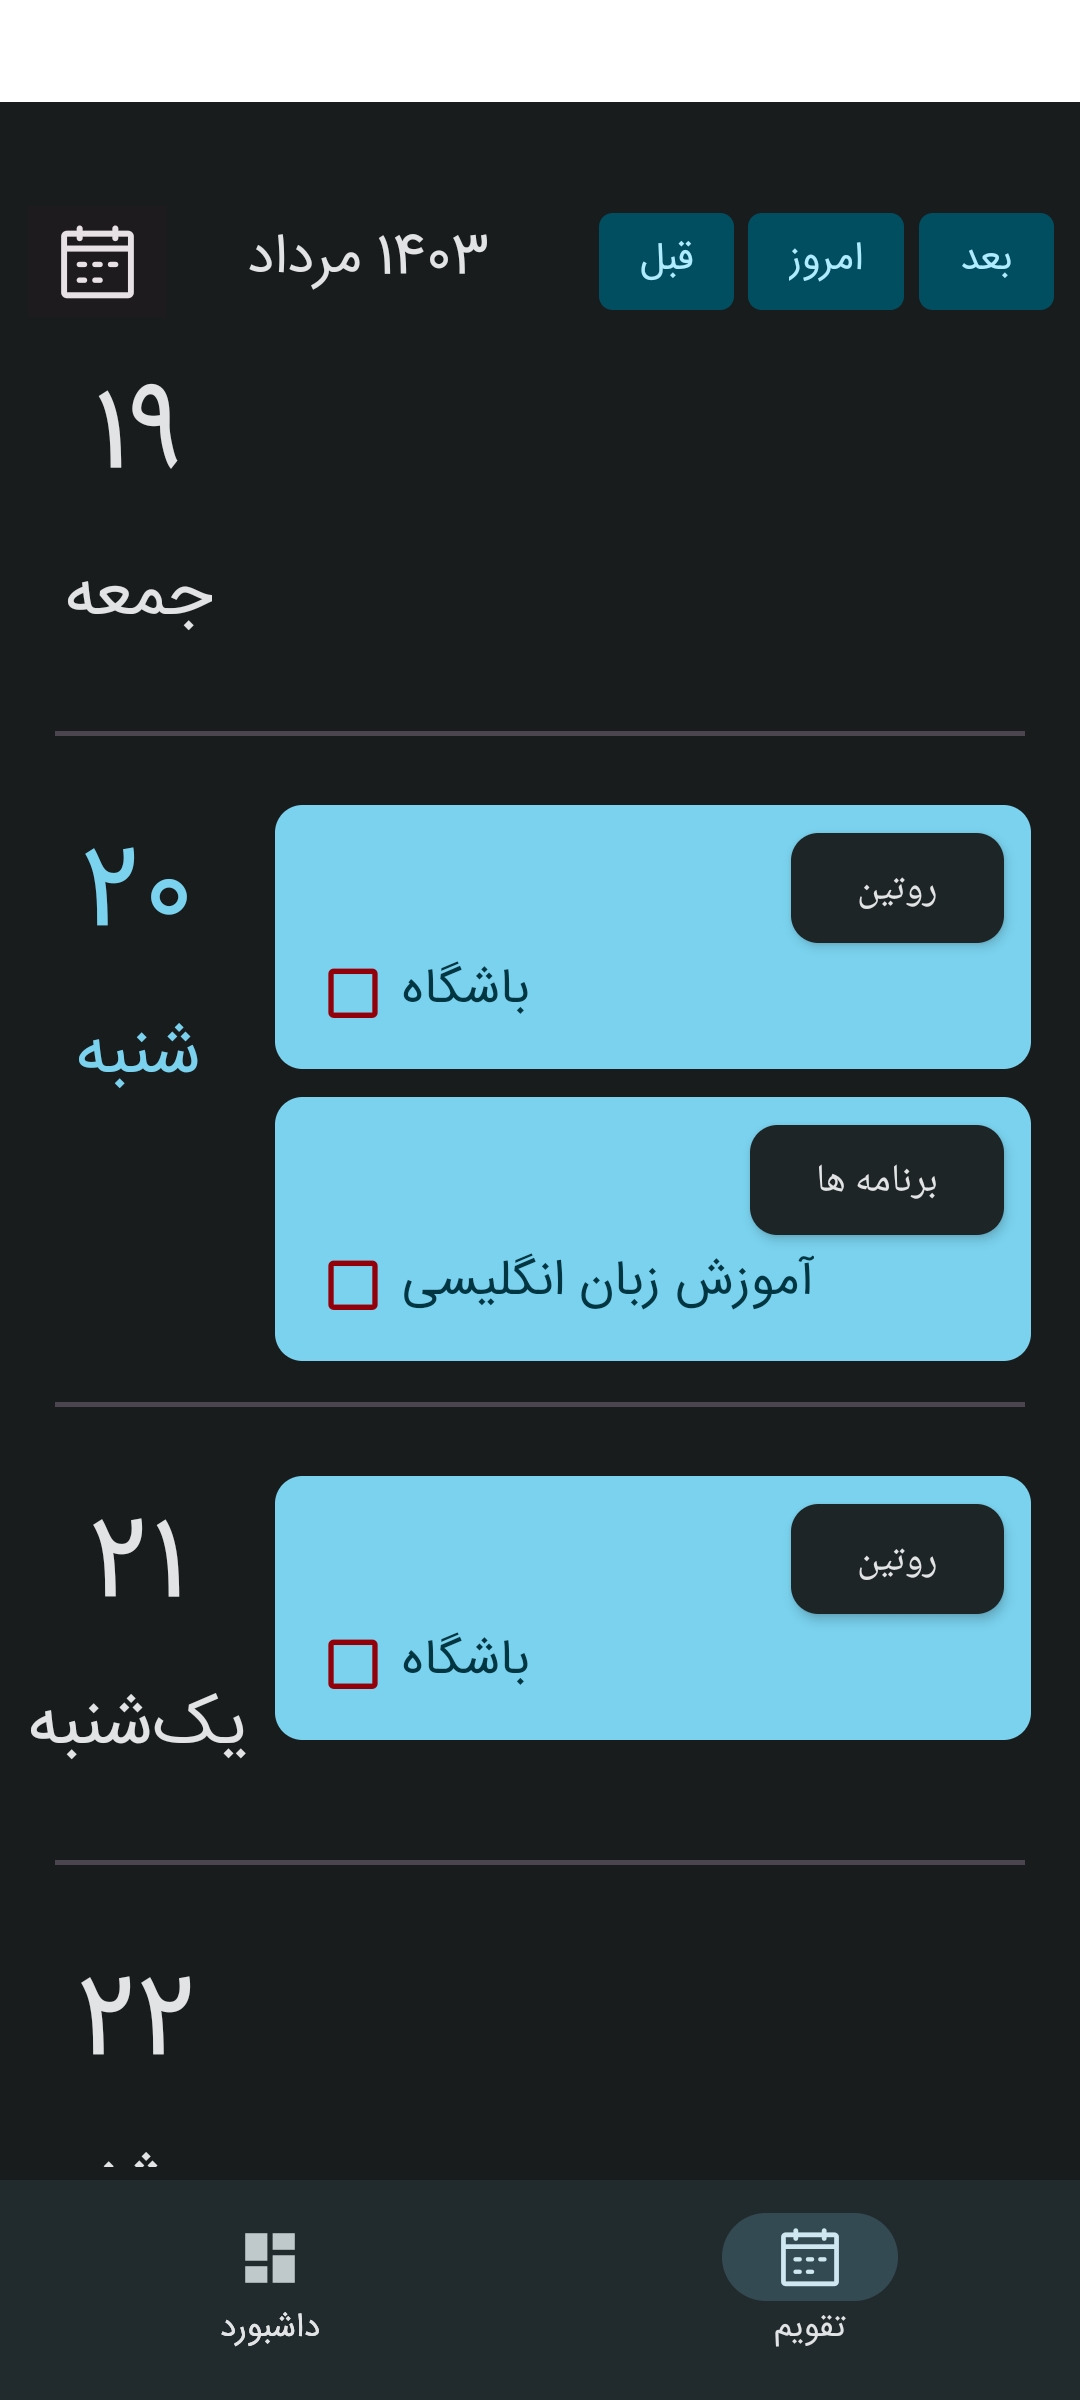 ۱۴۰۳ مرداد
قبل
امروز
بعد
۱۹
جمعه
۲۰
شنبه
روتین
باشگاه
برنامه ها
آموزش زبان انگلیسی
۲۱
یک‌شنبه
روتین
باشگاه
۲۲
داشبورد
تقویم